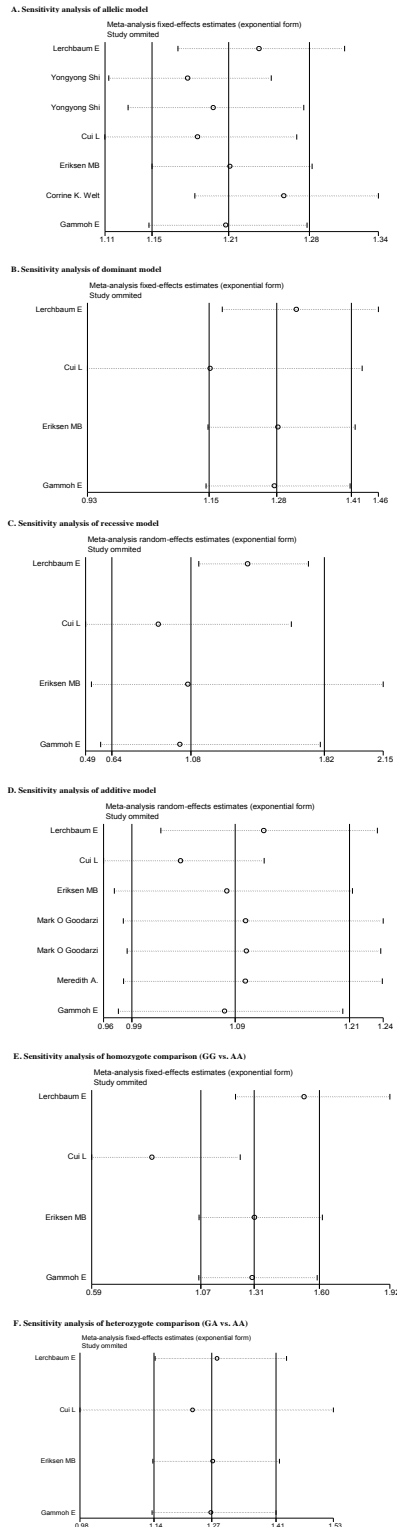 A. Sensitivity analysis of allelic model
Meta-analysis fixed-effects estimates (exponential form)
Study ommited
Lerchbaum E
Yongyong Shi
Yongyong Shi
Cui L
Eriksen MB
Corrine K. Welt
Gammoh E
1.11 1.15 1.21 1.28 1.34
B. Sensitivity analysis of dominant model
Meta-analysis fixed-effects estimates (exponential form)
Study ommited
Lerchbaum E
Cui L
Eriksen MB
Gammoh E
0.93 1.15 1.28 1.41 1.46
C. Sensitivity analysis of recessive model
Meta-analysis random-effects estimates (exponential form)
Study ommited
Lerchbaum E
Cui L
Eriksen MB
Gammoh E
0.49 0.64 1.08 1.82 2.15
D. Sensitivity analysis of additive model
Meta-analysis random-effects estimates (exponential form)
Study ommited
Lerchbaum E
Cui L
Eriksen MB
Mark O Goodarzi
Mark O Goodarzi
Meredith A.
Gammoh E
0.96 0.99 1.09 1.21 1.24
E. Sensitivity analysis of homozygote comparison (GG vs. AA)
Meta-analysis fixed-effects estimates (exponential form)
Study ommited
Lerchbaum E
Cui L
Eriksen MB
Gammoh E
0.59 1.07 1.31 1.60 1.92
F. Sensitivity analysis of heterozygote comparison (GA vs. AA)
Meta-analysis fixed-effects estimates (exponential form)
Study ommited
Lerchbaum E
Cui L
Eriksen MB
Gammoh E
0.98 1.14 1.27 1.41 1.53